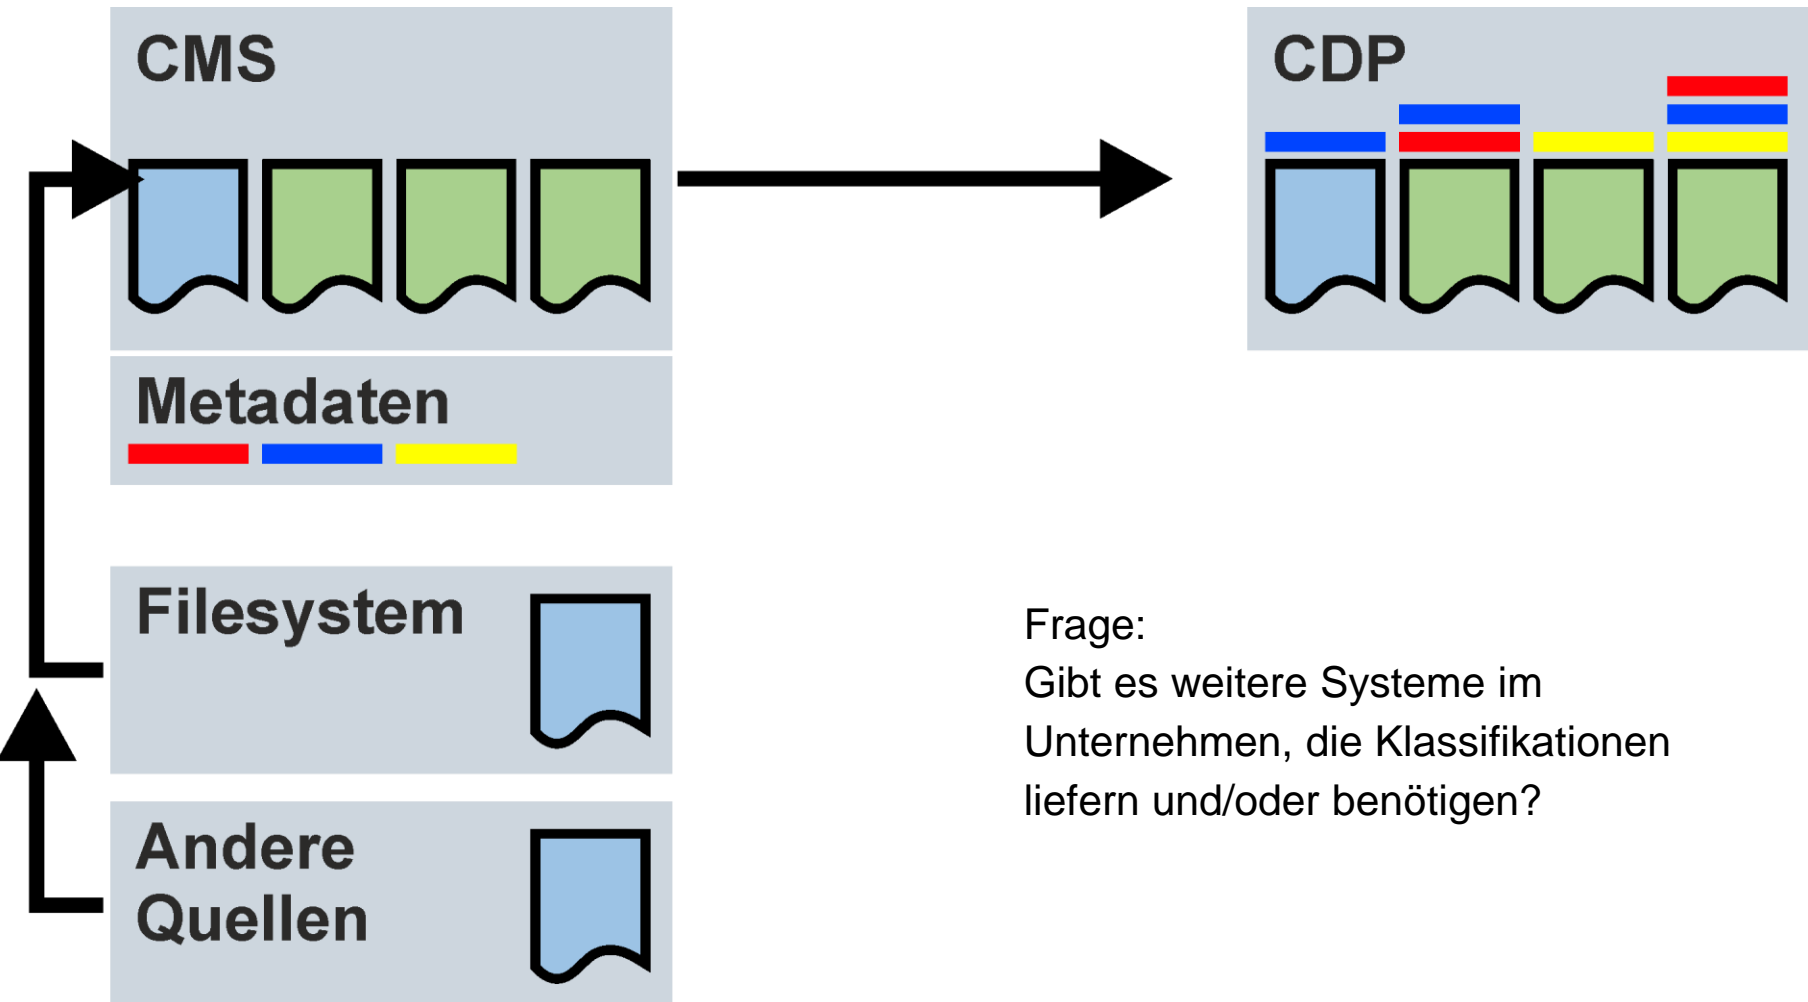 CMS
CDP
Metadaten
Filesystem
Frage:
Gibt es weitere Systeme im
Unternehmen, die Klassifikationen
liefern und/oder benötigen?
Andere
Quellen